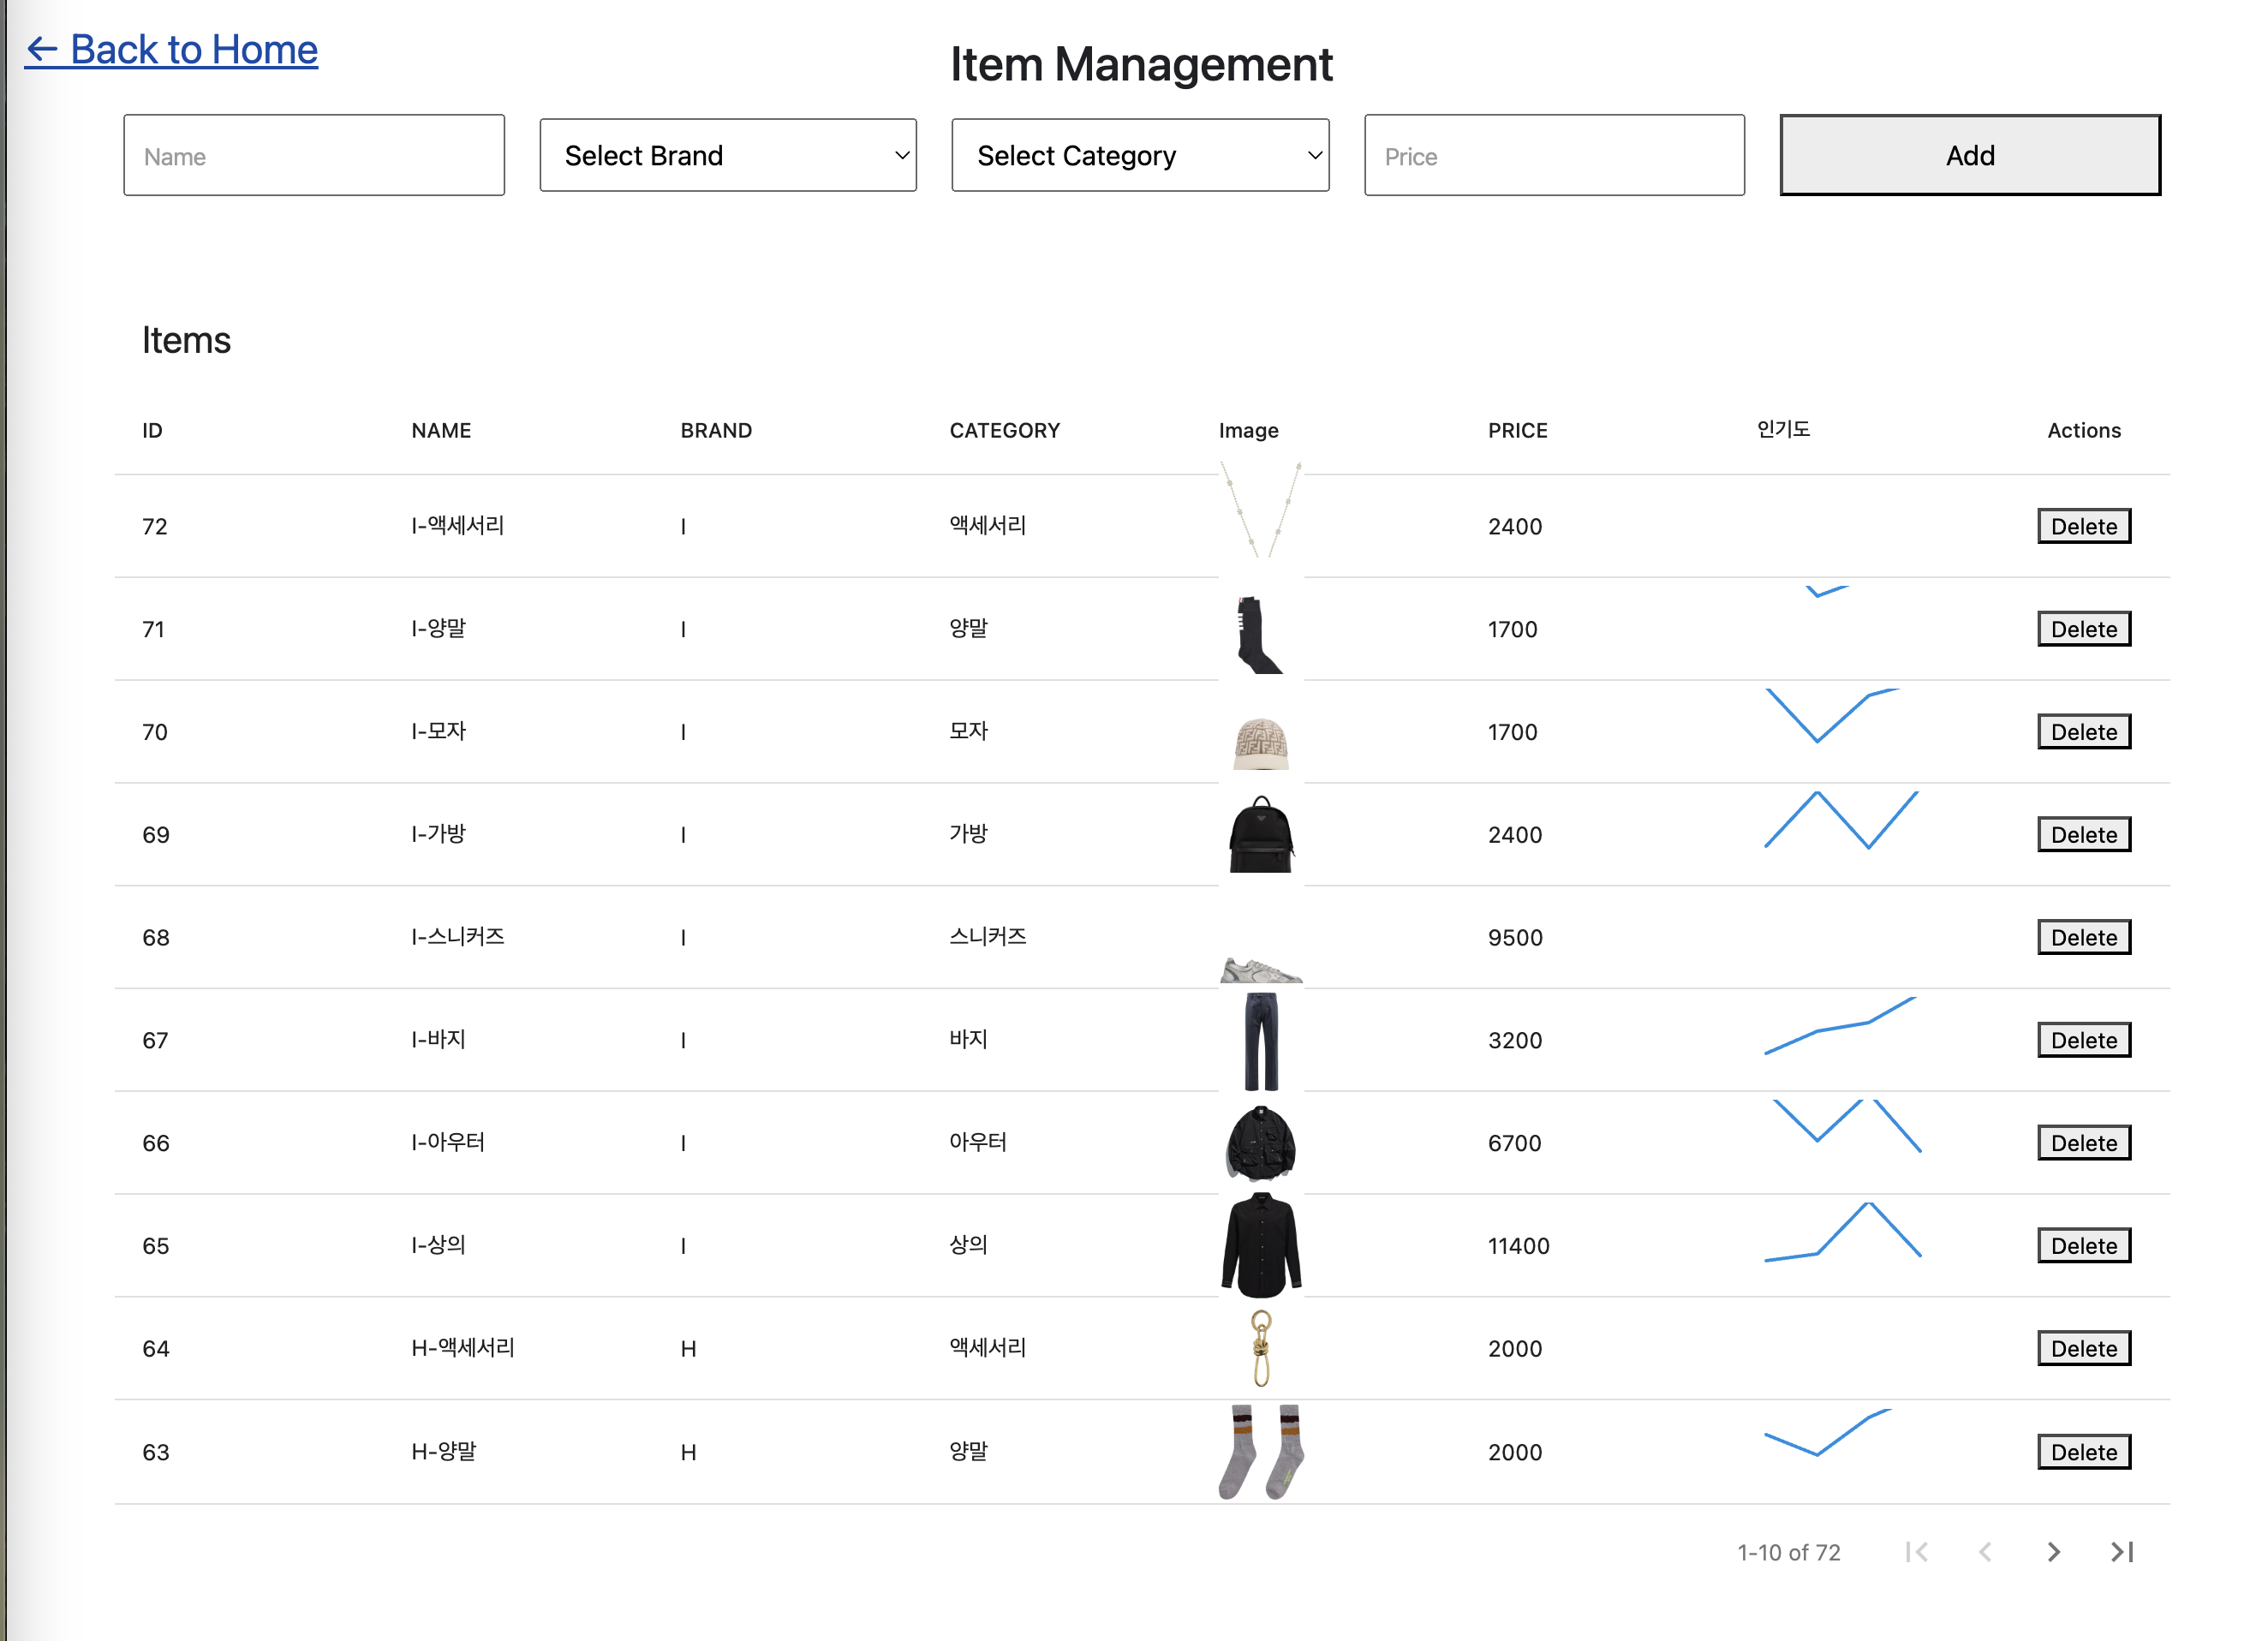 ← Back to Home
Item Management
Name Select Brand Select Category Price Add
Items
ID NAME BRAND CATEGORY Image PRICE 인기도 Actions
72 I-액세서리 I 액세서리 2400 Delete
71 I-양말 I 양말 1700 Delete
70 I-모자 I 모자 1700 Delete
69 I-가방 I 가방 2400 Delete
68 I-스니커즈 I 스니커즈 9500 Delete
67 I-바지 I 바지 3200 Delete
66 I-아우터 I 아우터 6700 Delete
65 I-상의 I 상의 11400 Delete
64 H-액세서리 H 액세서리 2000 Delete
63 H-양말 H 양말 2000 Delete
1-10 of 72